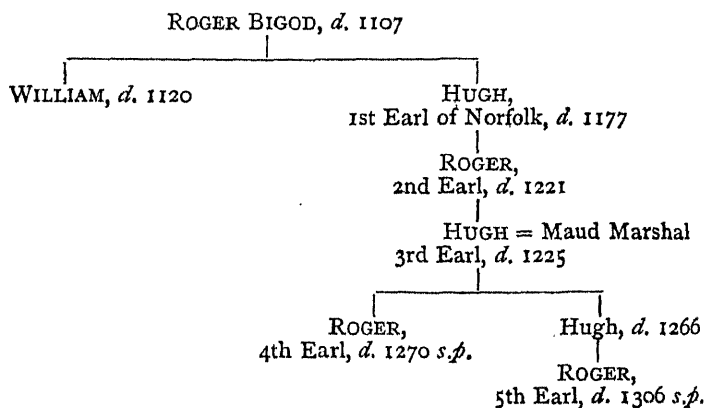 ROGER BIGOD, d. 1107
WILLIAM, d. 1120
HUGH,
1st Earl of Norfolk, d. 1177
ROGER,
2nd Earl, d. 1221
HUGH = Maud Marshal
3rd Earl, d. 1225
ROGER,
4th Earl, d. 1270 s.p.
Hugh, d. 1266
ROGER,
5th Earl, d. 1306 s.p.